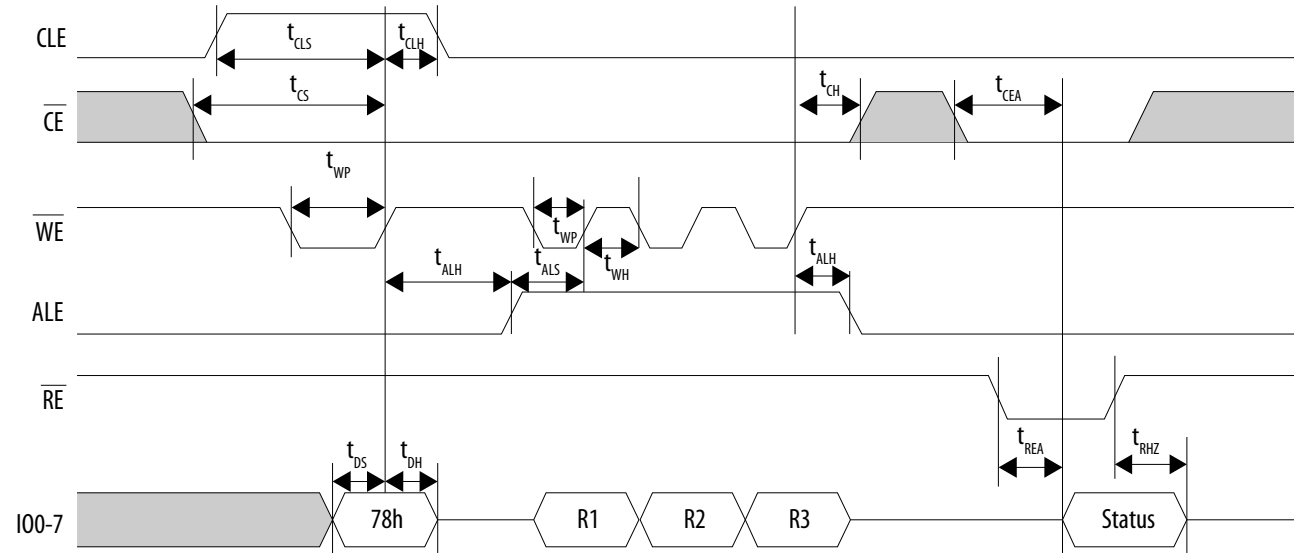 CLE
tCLS
tCLH
CE
tCS
tCH
tCEA
WE
tWP
tWP
tWH
tALH
tALS
tALH
ALE
RE
tREA
tRHZ
tDS
tDH
IO0-7
78h
R1
R2
R3
Status